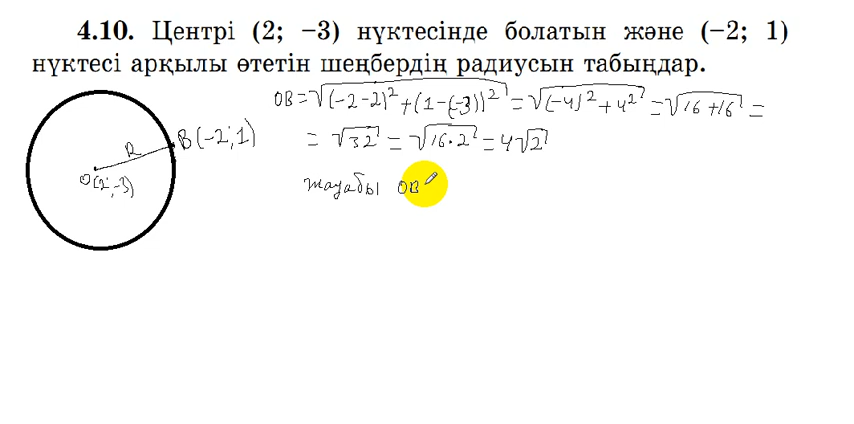 4.10. Центрі (2; −3) нүктесінде болатын және (−2; 1)
нүктесі арқылы өтетін шеңбердің радиусын табыңдар.
OB=√((-2-2)²+(1-(-3))²)=√((-4)²+4²)=√(16+16)=
=√32=√(16·2)=4√2
B(-2;1)
R
O(2;-3)
жауабы OB